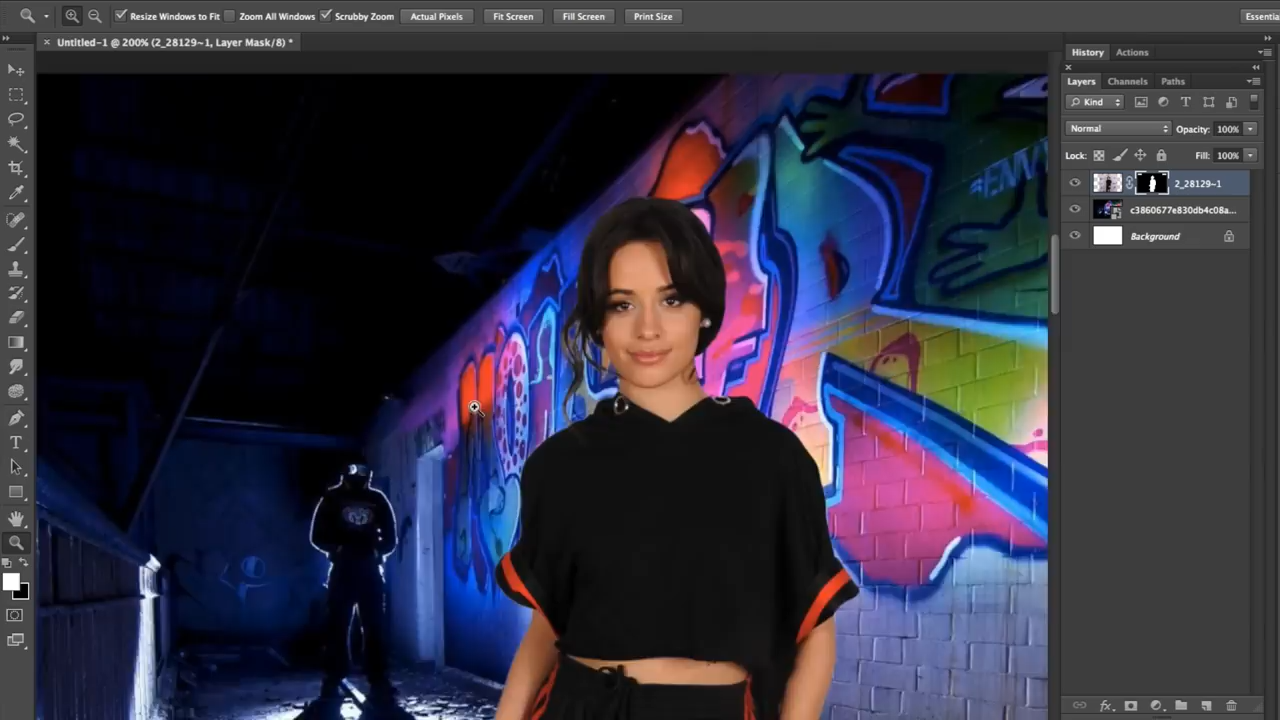 Resize Windows to Fit Zoom All Windows Scrubby Zoom Actual Pixels Fit Screen Fill Screen Print Size Essentia
× Untitled-1 @ 200% (2_28129~1, Layer Mask/8) *
History Actions
Layers Channels Paths
Kind
Normal Opacity: 100%
Lock: Fill: 100%
2_28129~1
c3860677e830db4c08a...
Background